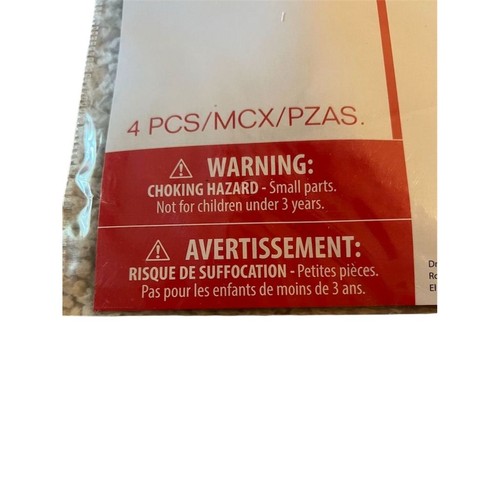 4 PCS/MCX/PZAS.
⚠ WARNING:
CHOKING HAZARD - Small parts.
Not for children under 3 years.
⚠ AVERTISSEMENT:
RISQUE DE SUFFOCATION - Petites pièces.
Pas pour les enfants de moins de 3 ans.